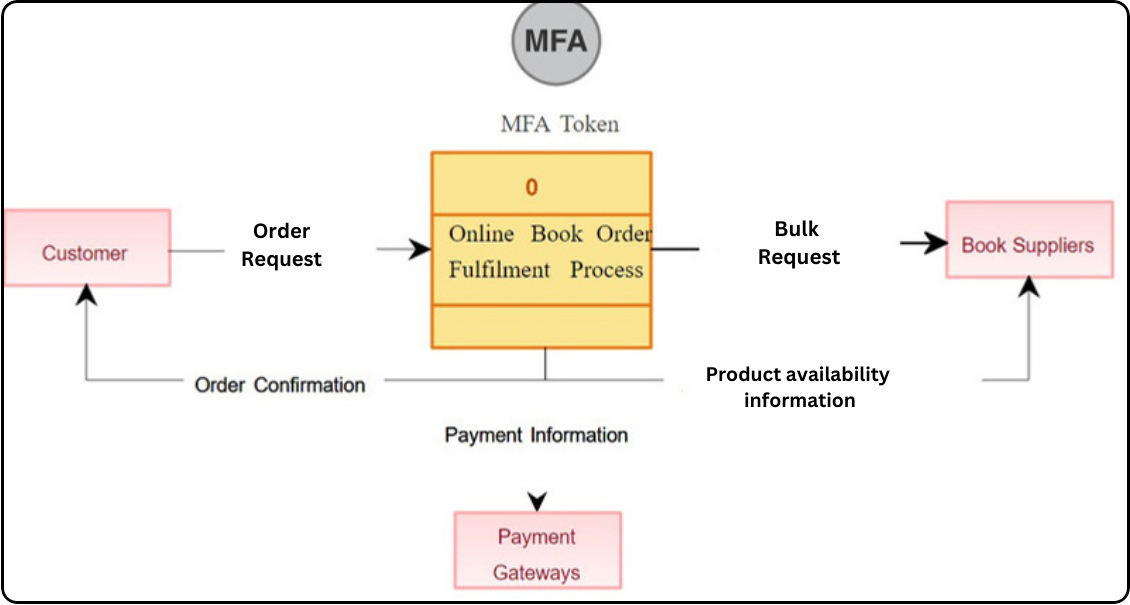 MFA
MFA Token
0
Online Book Order
Fulfilment Process
Customer
Order
Request
Bulk
Request
Book Suppliers
Order Confirmation
Product availability
information
Payment Information
Payment
Gateways